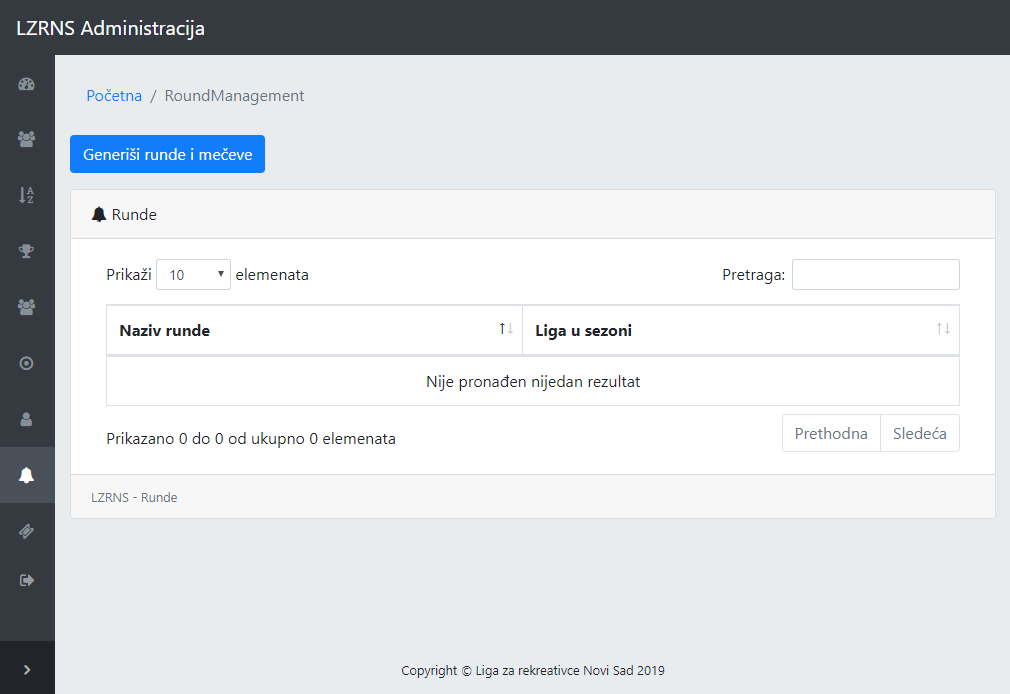 LZRNS Administracija
Početna / RoundManagement
Generiši runde i mečeve
Runde
Prikaži 10 elemenata Pretraga:
Naziv runde Liga u sezoni
Nije pronađen nijedan rezultat
Prikazano 0 do 0 od ukupno 0 elemenata Prethodna Sledeća
LZRNS - Runde
Copyright © Liga za rekreativce Novi Sad 2019